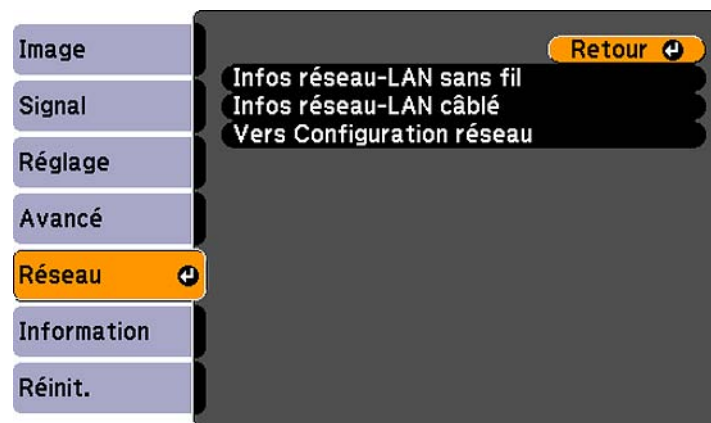 Image
Signal
Réglage
Avancé
Réseau
Information
Réinit.
Retour
Infos réseau-LAN sans fil
Infos réseau-LAN câblé
Vers Configuration réseau